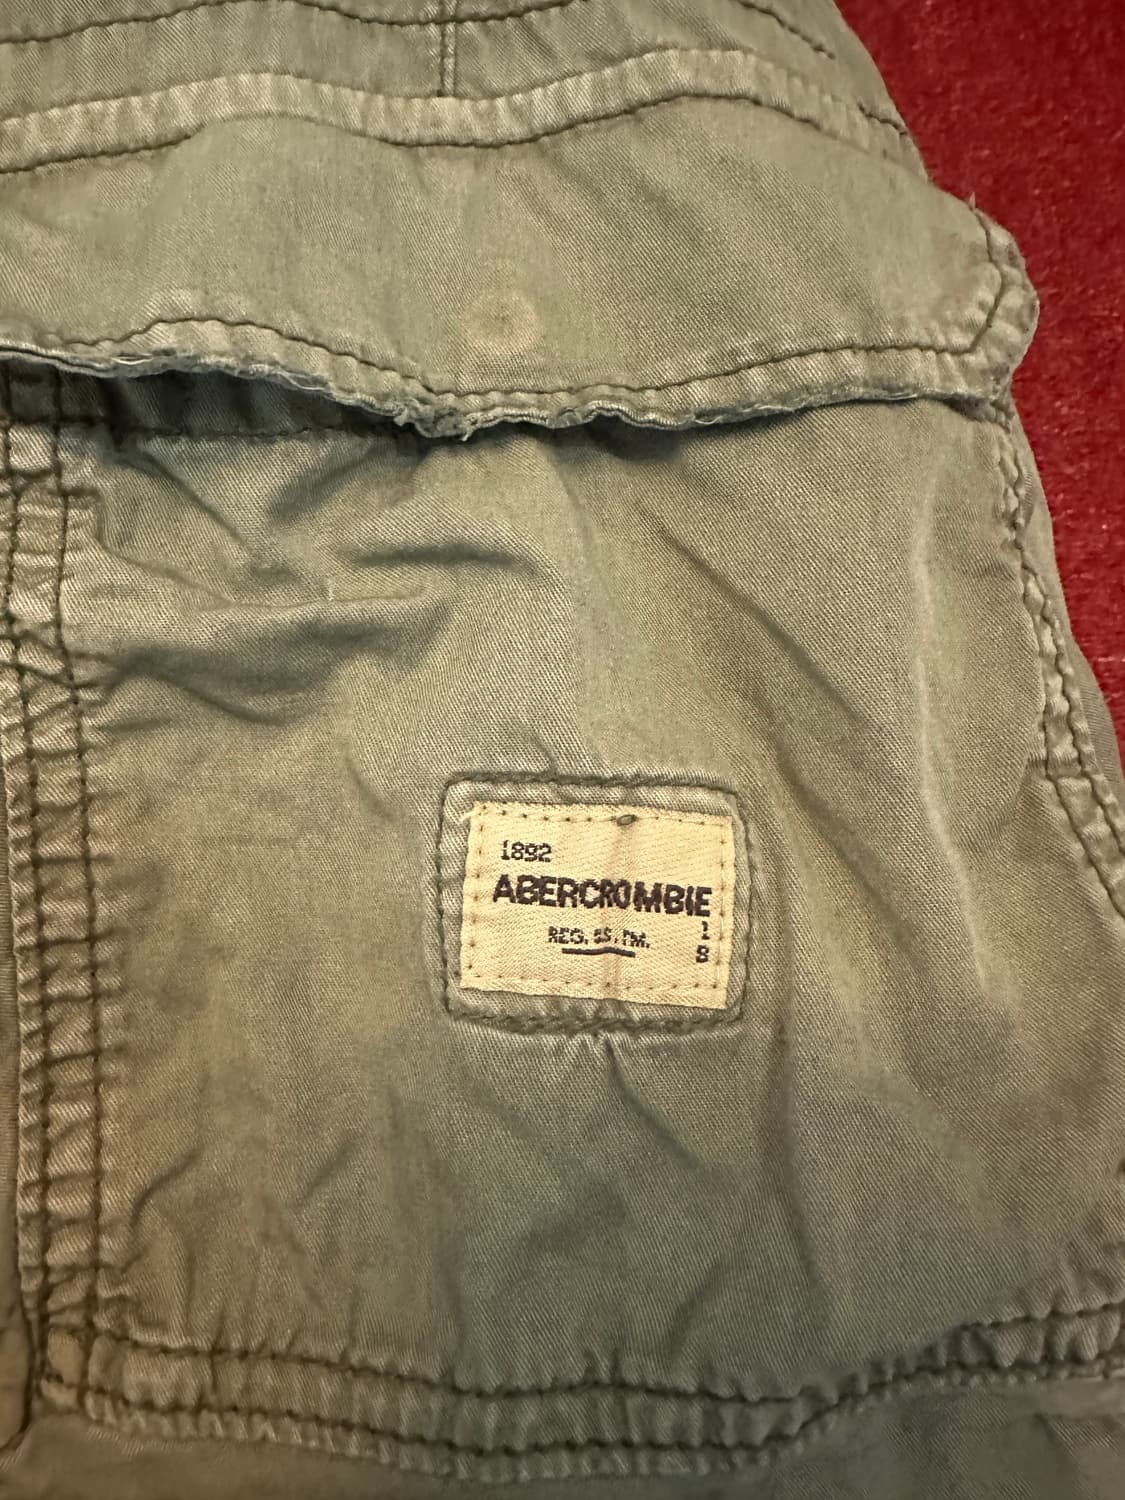 1892
ABERCROMBIE
REG. US. TM.
1
8